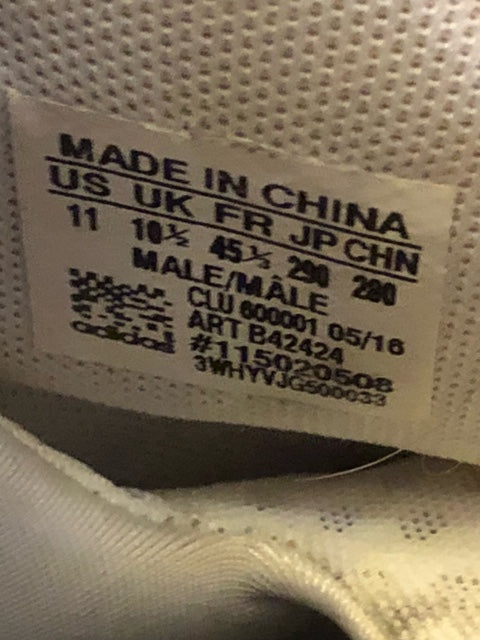 MADE IN CHINA
US UK FR JP CHN
11 10½ 45⅓ 290 280
MALE/MÂLE
CLU 600001 05/16
ART B42424
#115020508
3WHYVJG500033
adidas